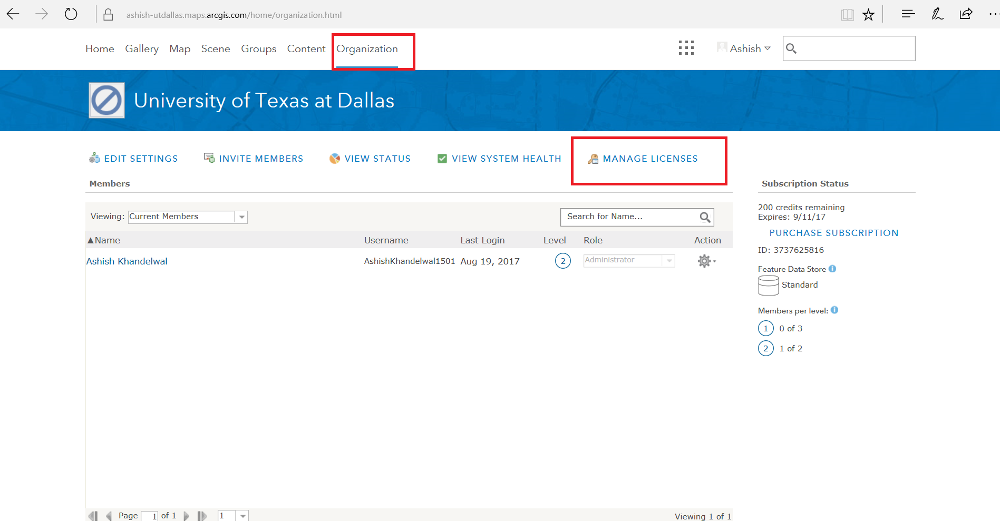 ashish-utdallas.maps.arcgis.com/home/organization.html
Home Gallery Map Scene Groups Content Organization Ashish
University of Texas at Dallas
EDIT SETTINGS INVITE MEMBERS VIEW STATUS VIEW SYSTEM HEALTH MANAGE LICENSES
Members
Viewing: Current Members Search for Name...
▲Name Username Last Login Level Role Action
Ashish Khandelwal AshishKhandelwal1501 Aug 19, 2017 2 Administrator
Page 1 of 1 1 Viewing 1 of 1
Subscription Status
200 credits remaining
Expires: 9/11/17
PURCHASE SUBSCRIPTION
ID: 3737625816
Feature Data Store
Standard
Members per level:
1 0 of 3
2 1 of 2